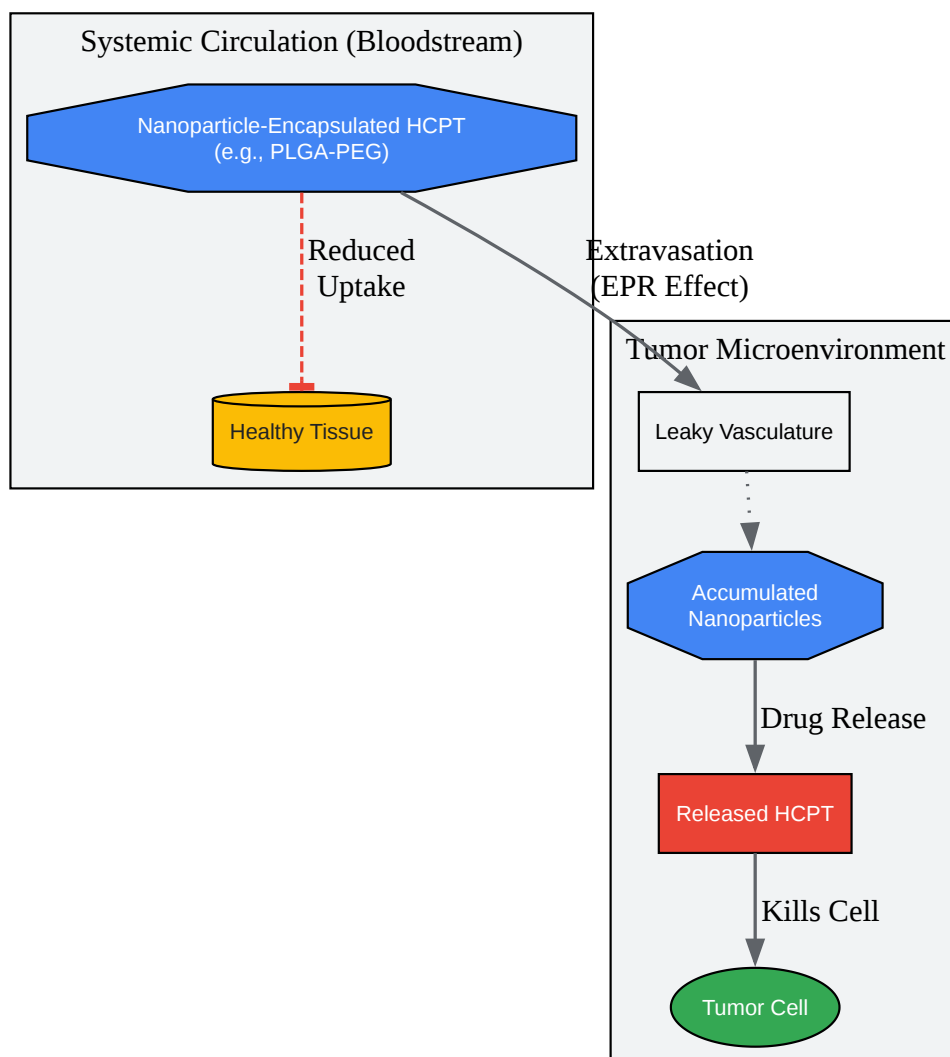 Systemic Circulation (Bloodstream)
Nanoparticle-Encapsulated HCPT
(e.g., PLGA-PEG)
Reduced
Uptake
Extravasation
(EPR Effect)
Healthy Tissue
Tumor Microenvironment
Leaky Vasculature
Accumulated
Nanoparticles
Drug Release
Released HCPT
Kills Cell
Tumor Cell